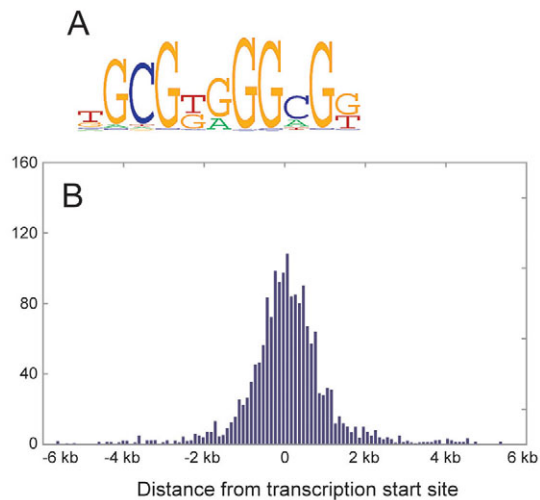 A
TGCGTGGGCGG
GGAT
B
160
120
80
40
0
-6 kb -4 kb -2 kb 0 2 kb 4 kb 6 kb
Distance from transcription start site